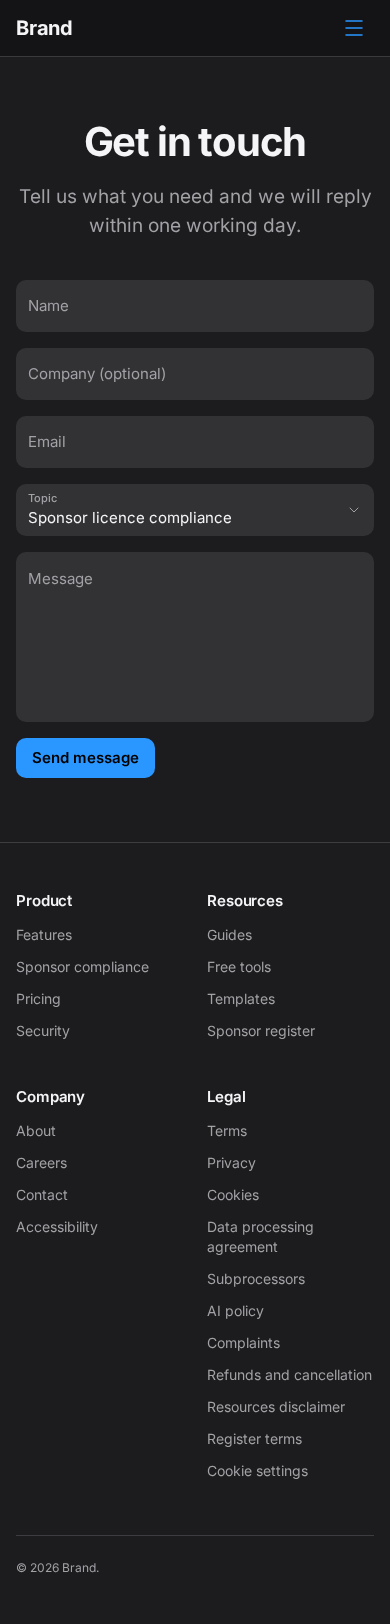 Brand
Get in touch
Tell us what you need and we will reply
within one working day.
Name
Company (optional)
Email
Topic
Sponsor licence compliance
Message
Send message
Product
Features
Sponsor compliance
Pricing
Security
Resources
Guides
Free tools
Templates
Sponsor register
Company
About
Careers
Contact
Accessibility
Legal
Terms
Privacy
Cookies
Data processing
agreement
Subprocessors
AI policy
Complaints
Refunds and cancellation
Resources disclaimer
Register terms
Cookie settings
© 2026 Brand.